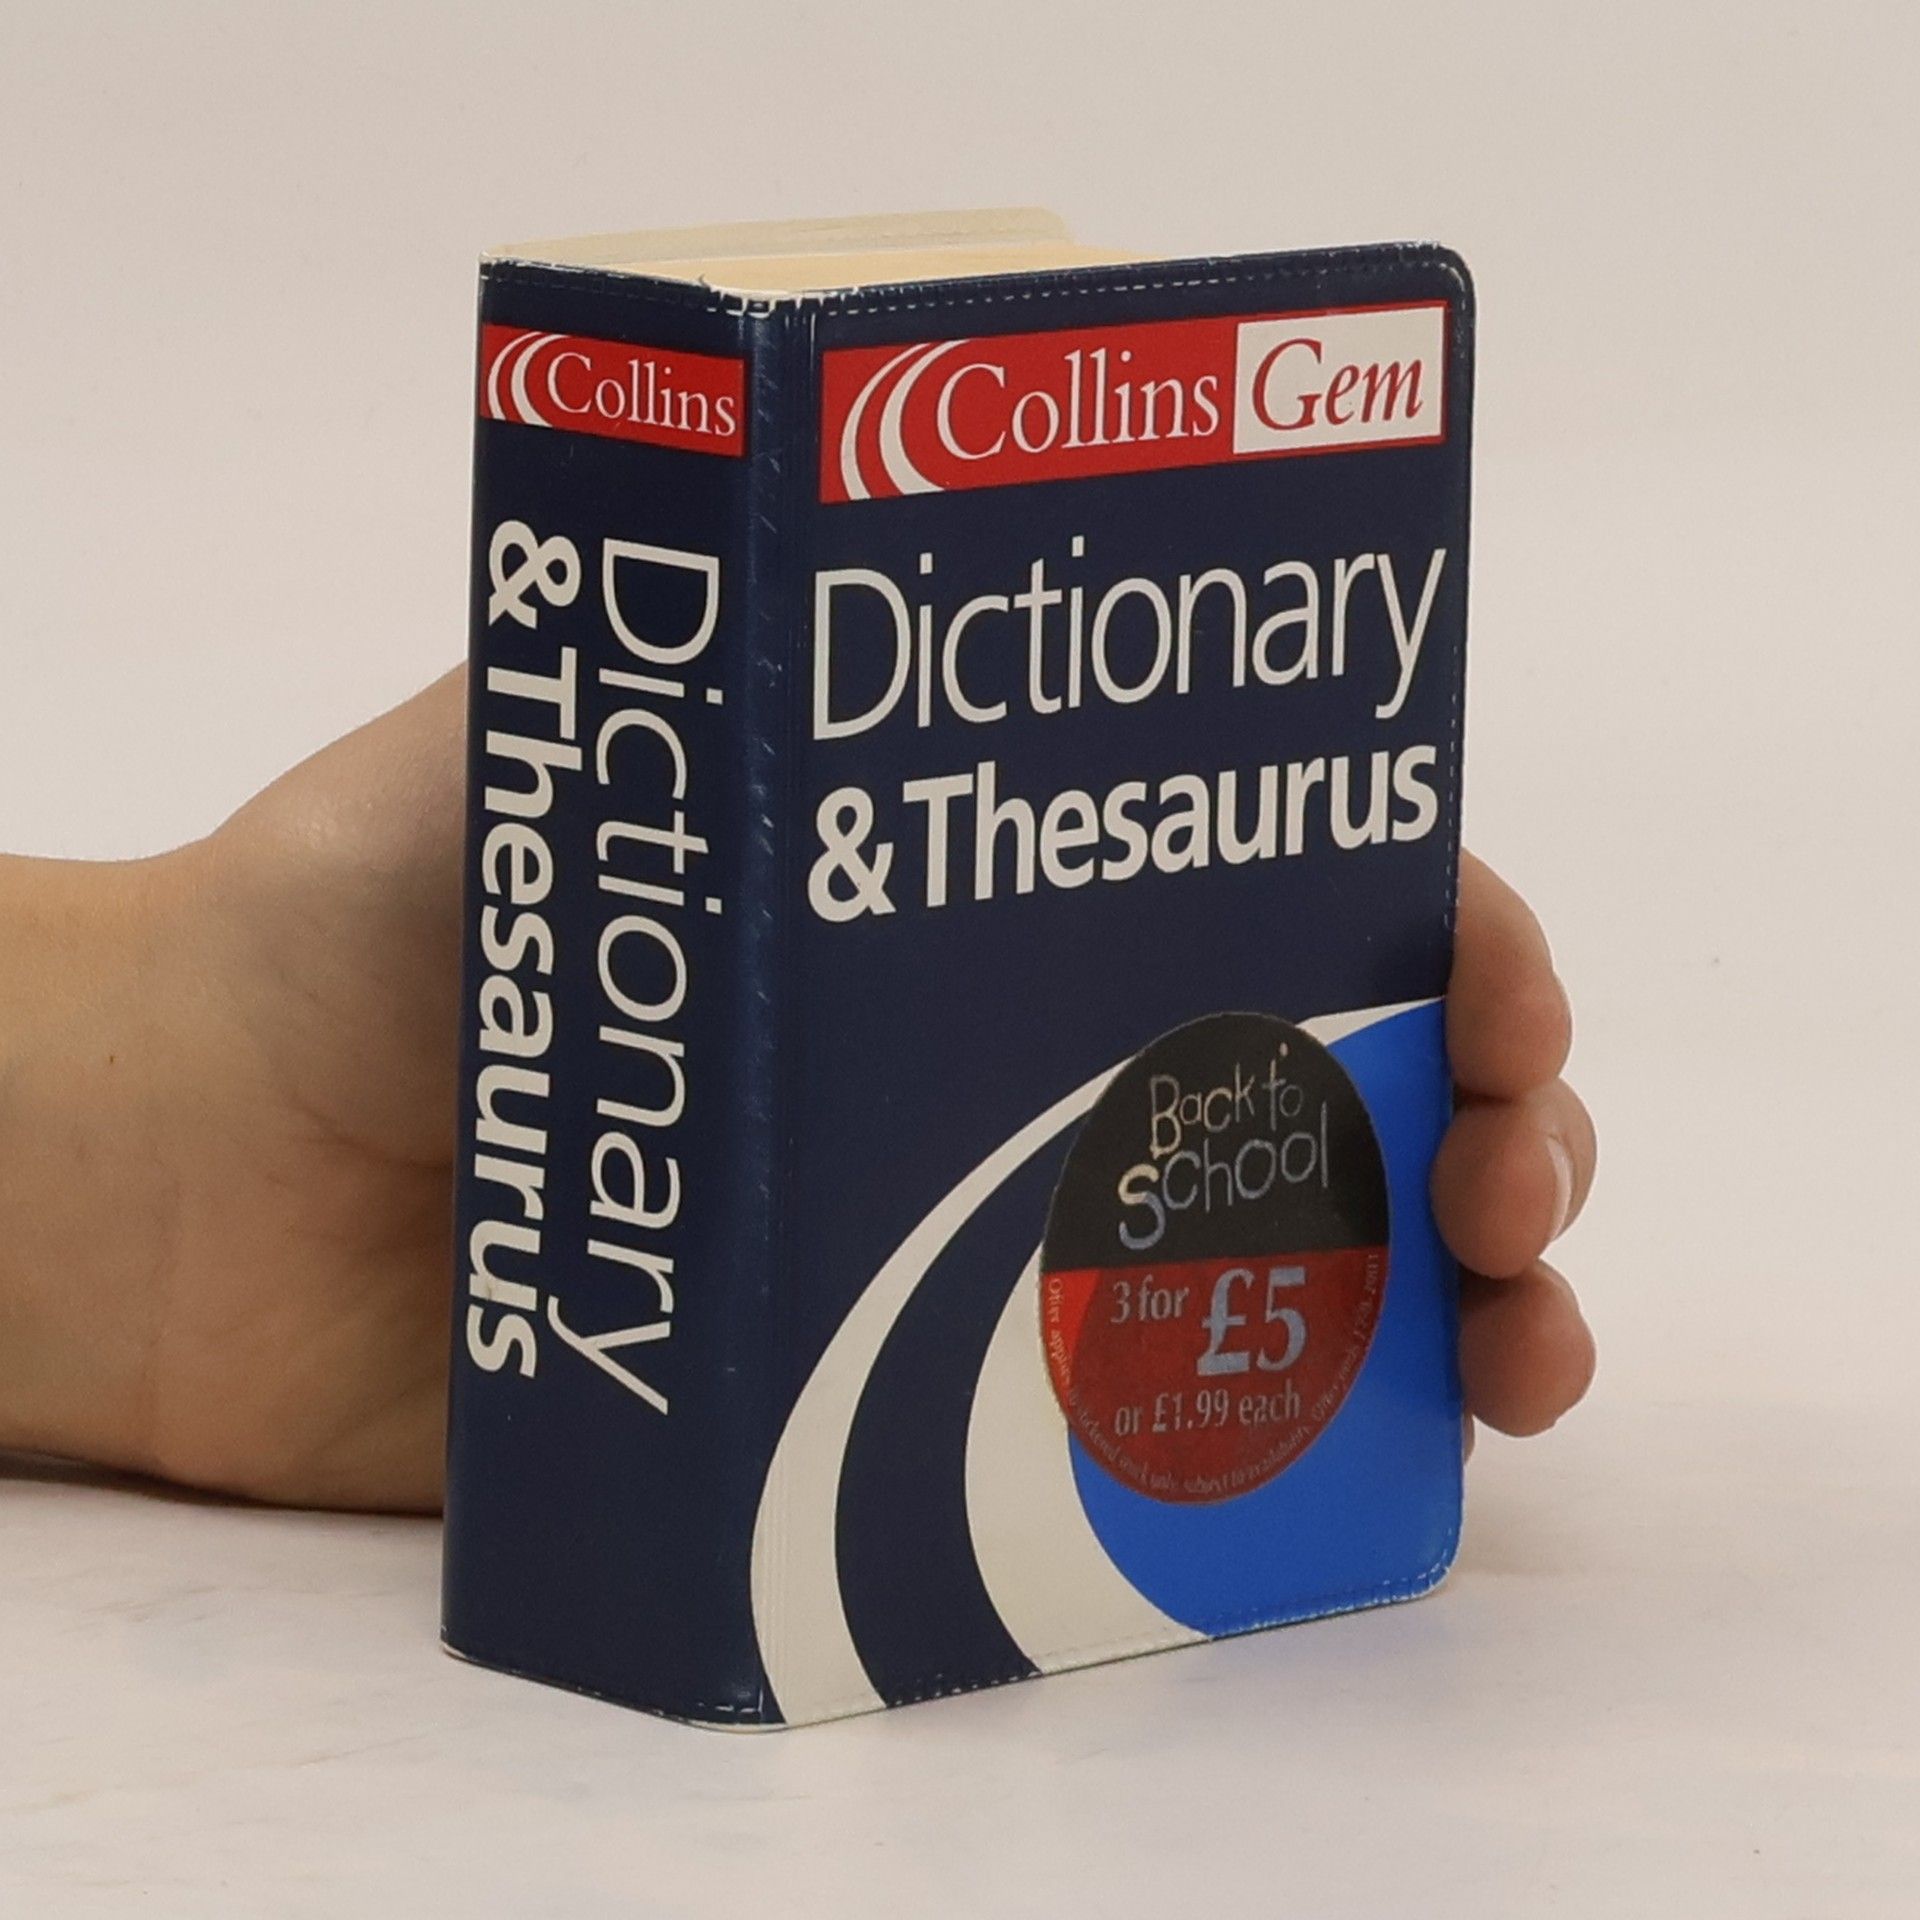 Collins
Dictionary
& Thesaurus
Collins Gem
Dictionary
& Thesaurus
Back to
School
3 for £5
or £1.99 each